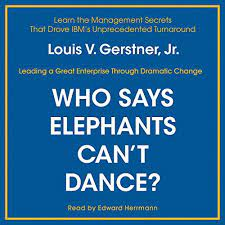 Learn the Management Secrets
That Drove IBM's Unprecedented Turnaround
Louis V. Gerstner, Jr.
Leading a Great Enterprise Through Dramatic Change
WHO SAYS
ELEPHANTS
CAN'T
DANCE?
Read by Edward Herrmann